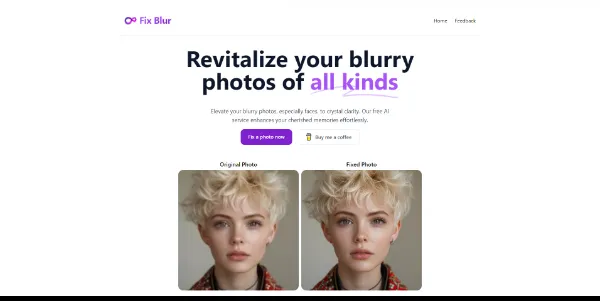 Fix Blur
Home
Feedback
Revitalize your blurry
photos of all kinds
Elevate your blurry photos, especially faces, to crystal clarity. Our free AI
service enhances your cherished memories effortlessly.
Fix a photo now
Buy me a coffee
Original Photo
Fixed Photo